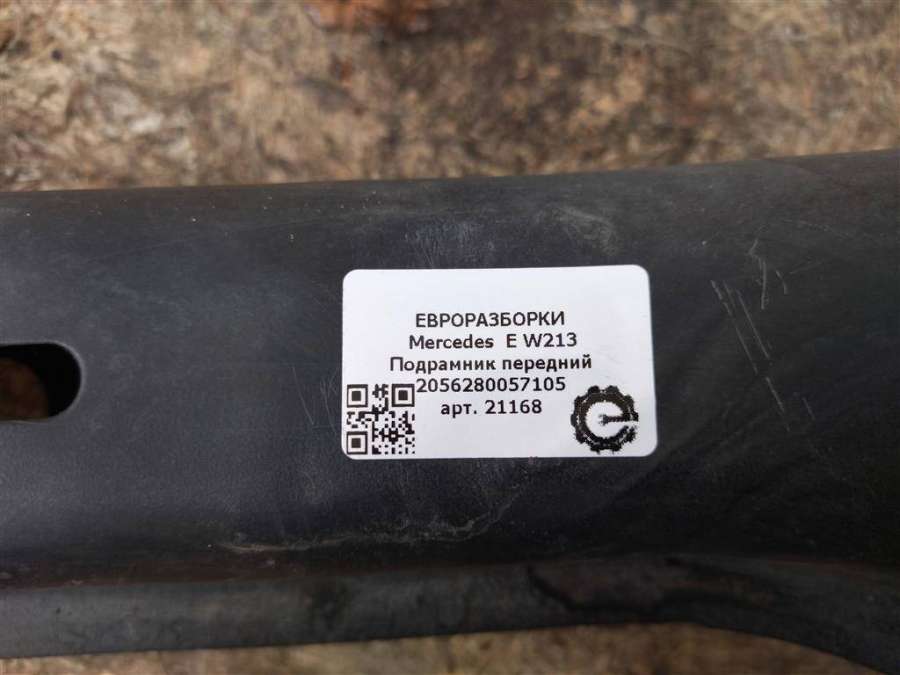 ЕВРОРАЗБОРКИ
Mercedes E W213
Подрамник передний
2056280057105
арт. 21168